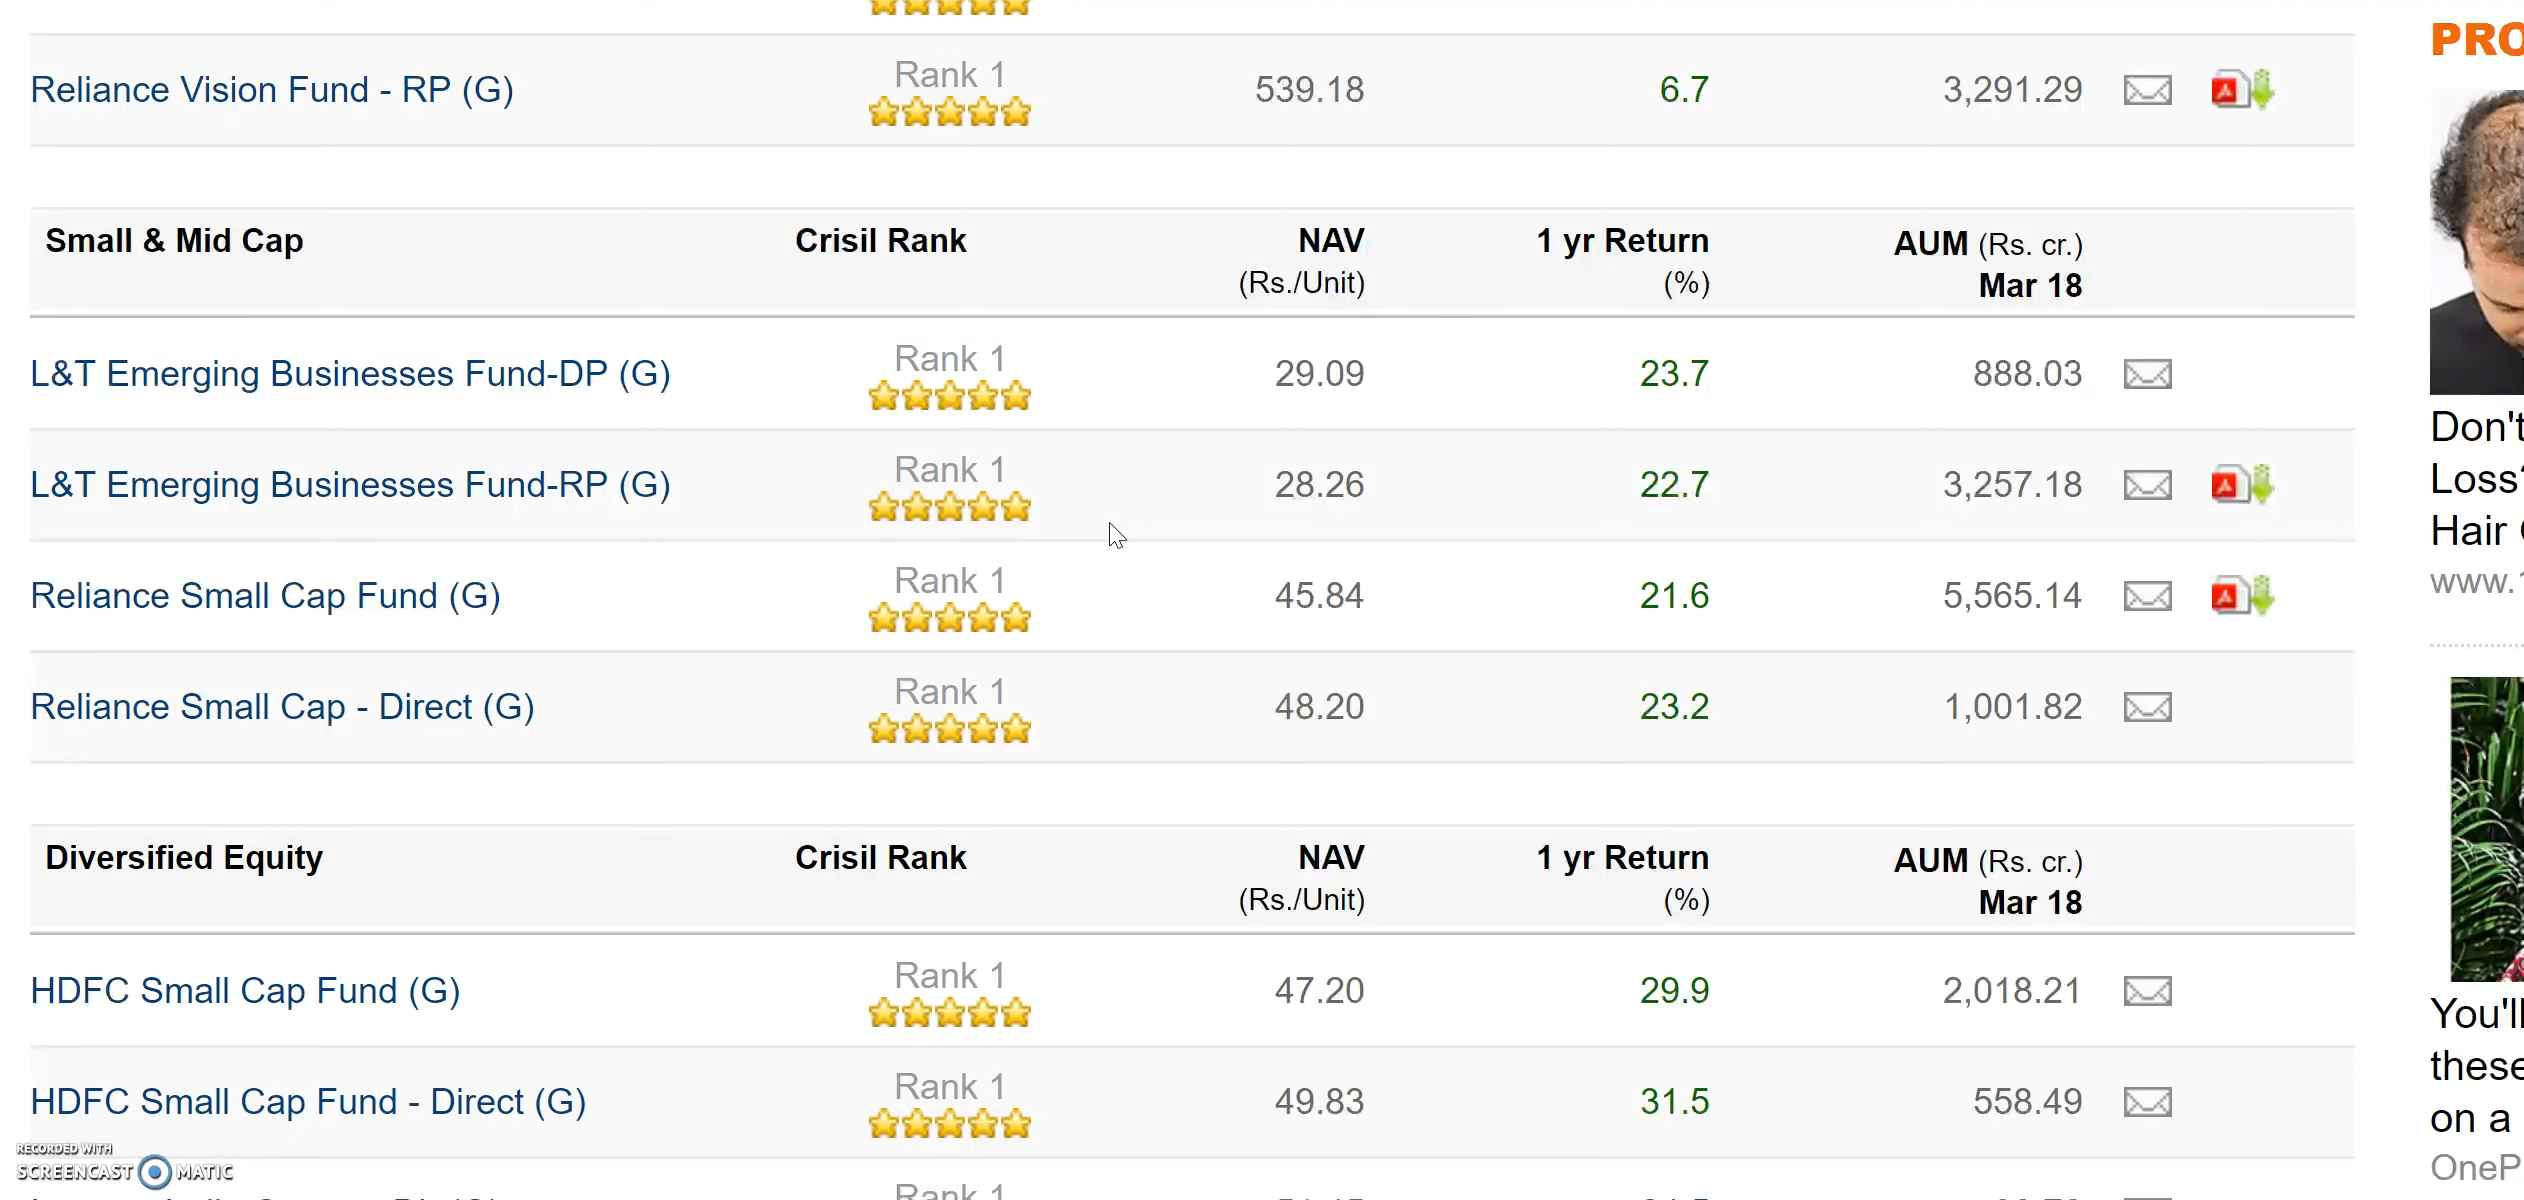 PRO
Reliance Vision Fund - RP (G) Rank 1 539.18 6.7 3,291.29
Small & Mid Cap Crisil Rank NAV 1 yr Return AUM (Rs. cr.)
(Rs./Unit) (%) Mar 18
L&T Emerging Businesses Fund-DP (G) Rank 1 29.09 23.7 888.03
L&T Emerging Businesses Fund-RP (G) Rank 1 28.26 22.7 3,257.18
Reliance Small Cap Fund (G) Rank 1 45.84 21.6 5,565.14
Reliance Small Cap - Direct (G) Rank 1 48.20 23.2 1,001.82
Diversified Equity Crisil Rank NAV 1 yr Return AUM (Rs. cr.)
(Rs./Unit) (%) Mar 18
HDFC Small Cap Fund (G) Rank 1 47.20 29.9 2,018.21
HDFC Small Cap Fund - Direct (G) Rank 1 49.83 31.5 558.49
Rank 1
Don't
Loss
Hair
www.
You'll
these
on a
OneP
RECORDED WITH
SCREENCAST MATIC